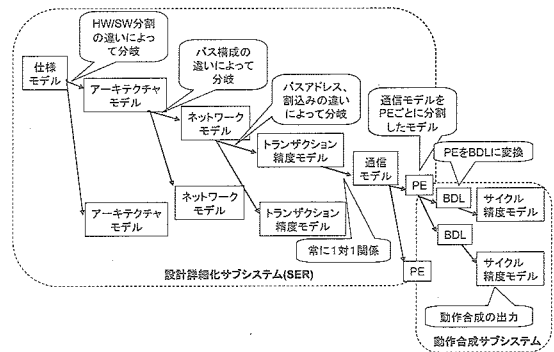 HW/SW分割
の違いによっ
て分岐
仕様
モデル
バス構成の
違いによって
分岐
アーキテクチャ
モデル
バスアドレス、
割込みの違い
によって分岐
通信モデルを
PEごとに分割
したモデル
ネットワーク
モデル
トランザクション
精度モデル
通信
モデル
PEをBDLに変換
PE
BDL
サイクル
精度モデル
アーキテクチャ
モデル
ネットワーク
モデル
トランザクション
精度モデル
BDL
常に1対1関係
PE
サイクル
精度モデル
設計詳細化サブシステム(SER)
動作合成の出力
動作合成サブシステム